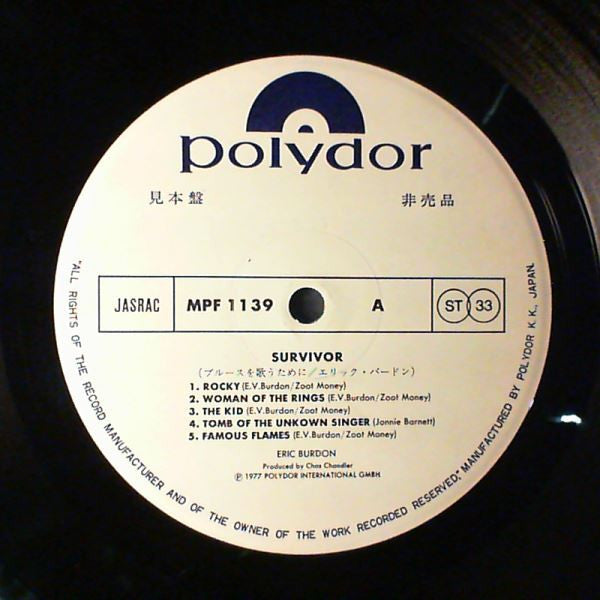 polydor
見本盤
非売品
JASRAC
MPF 1139
A
ST 33
SURVIVOR
(ブルースを歌うために/エリック・バードン)
1. ROCKY (E.V.Burdon/Zoot Money)
2. WOMAN OF THE RINGS (E.V.Burdon/Zoot Money)
3. THE KID (E.V.Burdon/Zoot Money)
4. TOMB OF THE UNKOWN SINGER (Jonnie Barnett)
5. FAMOUS FLAMES (E.V.Burdon/Zoot Money)
ERIC BURDON
Produced by Chas Chandler
Ⓟ 1977 POLYDOR INTERNATIONAL GMBH
"ALL RIGHTS OF THE RECORD MANUFACTURER AND OF THE OWNER OF THE WORK RECORDED RESERVED," MANUFACTURED BY POLYDOR K.K., JAPAN.